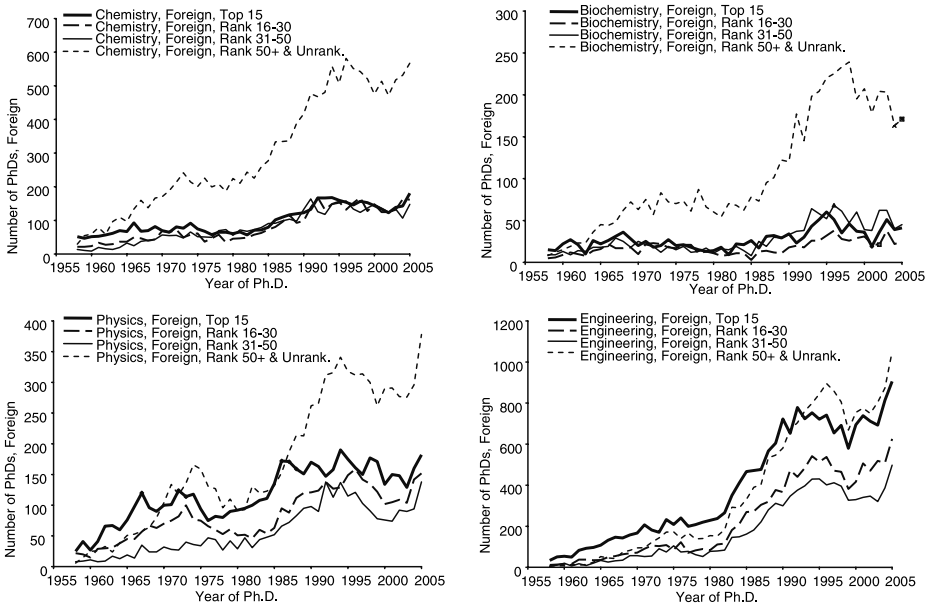 Chemistry, Foreign, Top 15
Chemistry, Foreign, Rank 16-30
Chemistry, Foreign, Rank 31-50
Chemistry, Foreign, Rank 50+ & Unrank.
Number of PhDs, Foreign
700
600
500
400
300
200
100
0
1955 1960 1965 1970 1975 1980 1985 1990 1995 2000 2005
Year of Ph.D.
Biochemistry, Foreign, Top 15
Biochemistry, Foreign, Rank 16-30
Biochemistry, Foreign, Rank 31-50
Biochemistry, Foreign, Rank 50+ & Unrank.
Number of PhDs, Foreign
300
250
200
150
100
50
0
1955 1960 1965 1970 1975 1980 1985 1990 1995 2000 2005
Year of Ph.D.
Physics, Foreign, Top 15
Physics, Foreign, Rank 16-30
Physics, Foreign, Rank 31-50
Physics, Foreign, Rank 50+ & Unrank.
Number of PhDs, Foreign
400
350
300
250
200
150
100
50
0
1955 1960 1965 1970 1975 1980 1985 1990 1995 2000 2005
Year of Ph.D.
Engineering, Foreign, Top 15
Engineering, Foreign, Rank 16-30
Engineering, Foreign, Rank 31-50
Engineering, Foreign, Rank 50+ & Unrank.
Number of PhDs, Foreign
1200
1000
800
600
400
200
0
1955 1960 1965 1970 1975 1980 1985 1990 1995 2000 2005
Year of Ph.D.